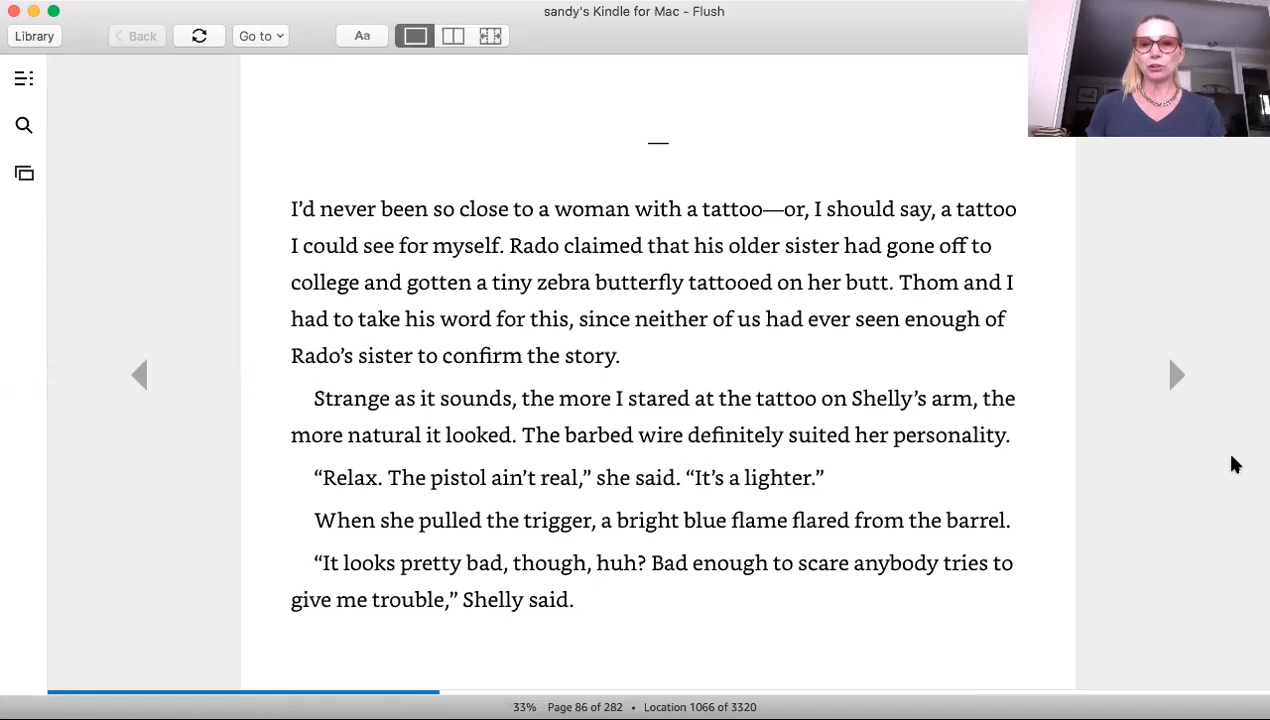 sandy's Kindle for Mac - Flush
Library
Back
Go to
Aa
—
I’d never been so close to a woman with a tattoo—or, I should say, a tattoo
I could see for myself. Rado claimed that his older sister had gone off to
college and gotten a tiny zebra butterfly tattooed on her butt. Thom and I
had to take his word for this, since neither of us had ever seen enough of
Rado’s sister to confirm the story.
Strange as it sounds, the more I stared at the tattoo on Shelly’s arm, the
more natural it looked. The barbed wire definitely suited her personality.
“Relax. The pistol ain’t real,” she said. “It’s a lighter.”
When she pulled the trigger, a bright blue flame flared from the barrel.
“It looks pretty bad, though, huh? Bad enough to scare anybody tries to
give me trouble,” Shelly said.
33% Page 86 of 282 • Location 1066 of 3320